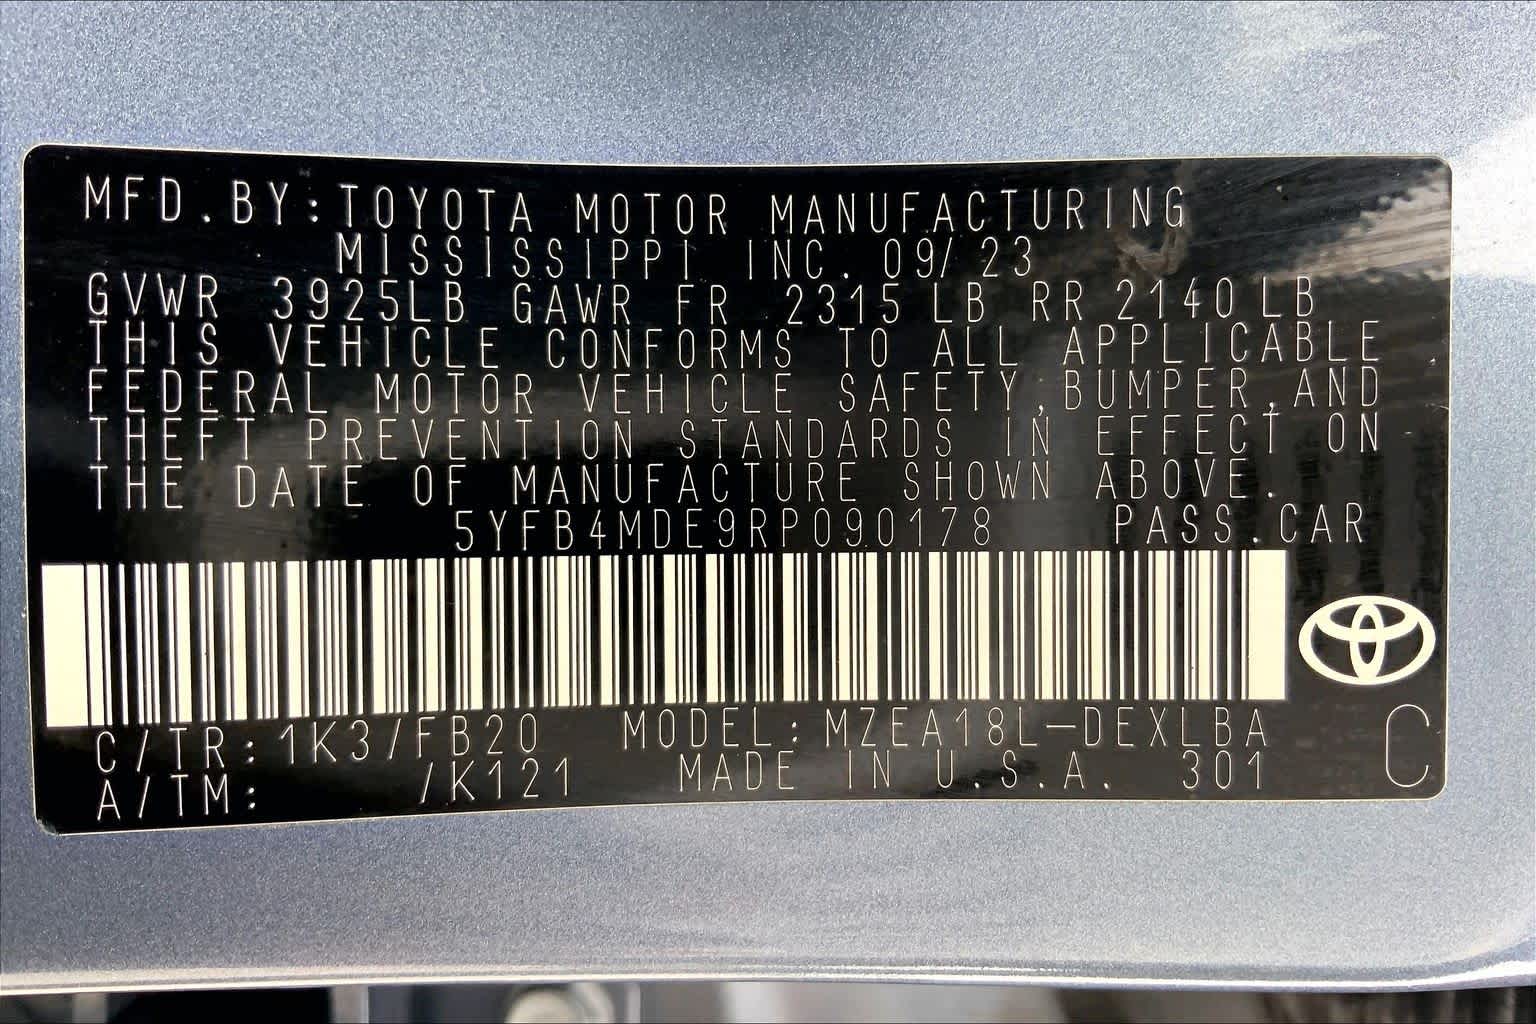 MFD.BY:TOYOTA MOTOR MANUFACTURING
MISSISSIPPI INC. 09/23
GVWR 3925LB GAWR FR 2315LB RR 2140LB
THIS VEHICLE CONFORMS TO ALL APPLICABLE
FEDERAL MOTOR VEHICLE SAFETY,BUMPER,AND
THEFT PREVENTION STANDARDS IN EFFECT ON
THE DATE OF MANUFACTURE SHOWN ABOVE.
5YFB4MDE9RP090178 PASS.CAR
C/TR:1K3/FB20 MODEL:MZEA18L-DEXLBA
A/TM: /K121 MADE IN U.S.A. 301
C